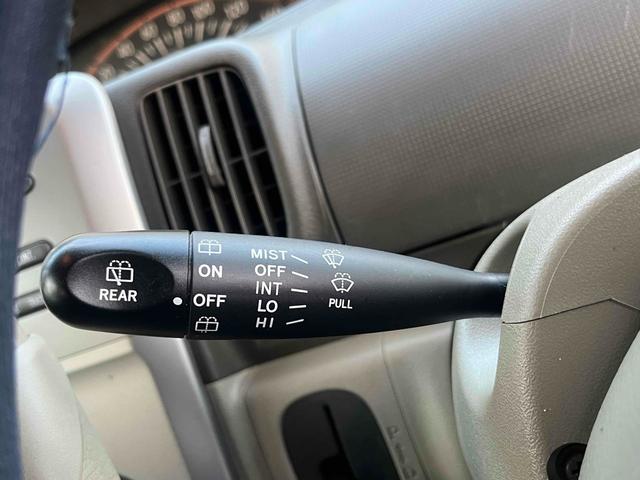 REAR
ON
OFF
MIST
OFF
INT
LO
HI
PULL